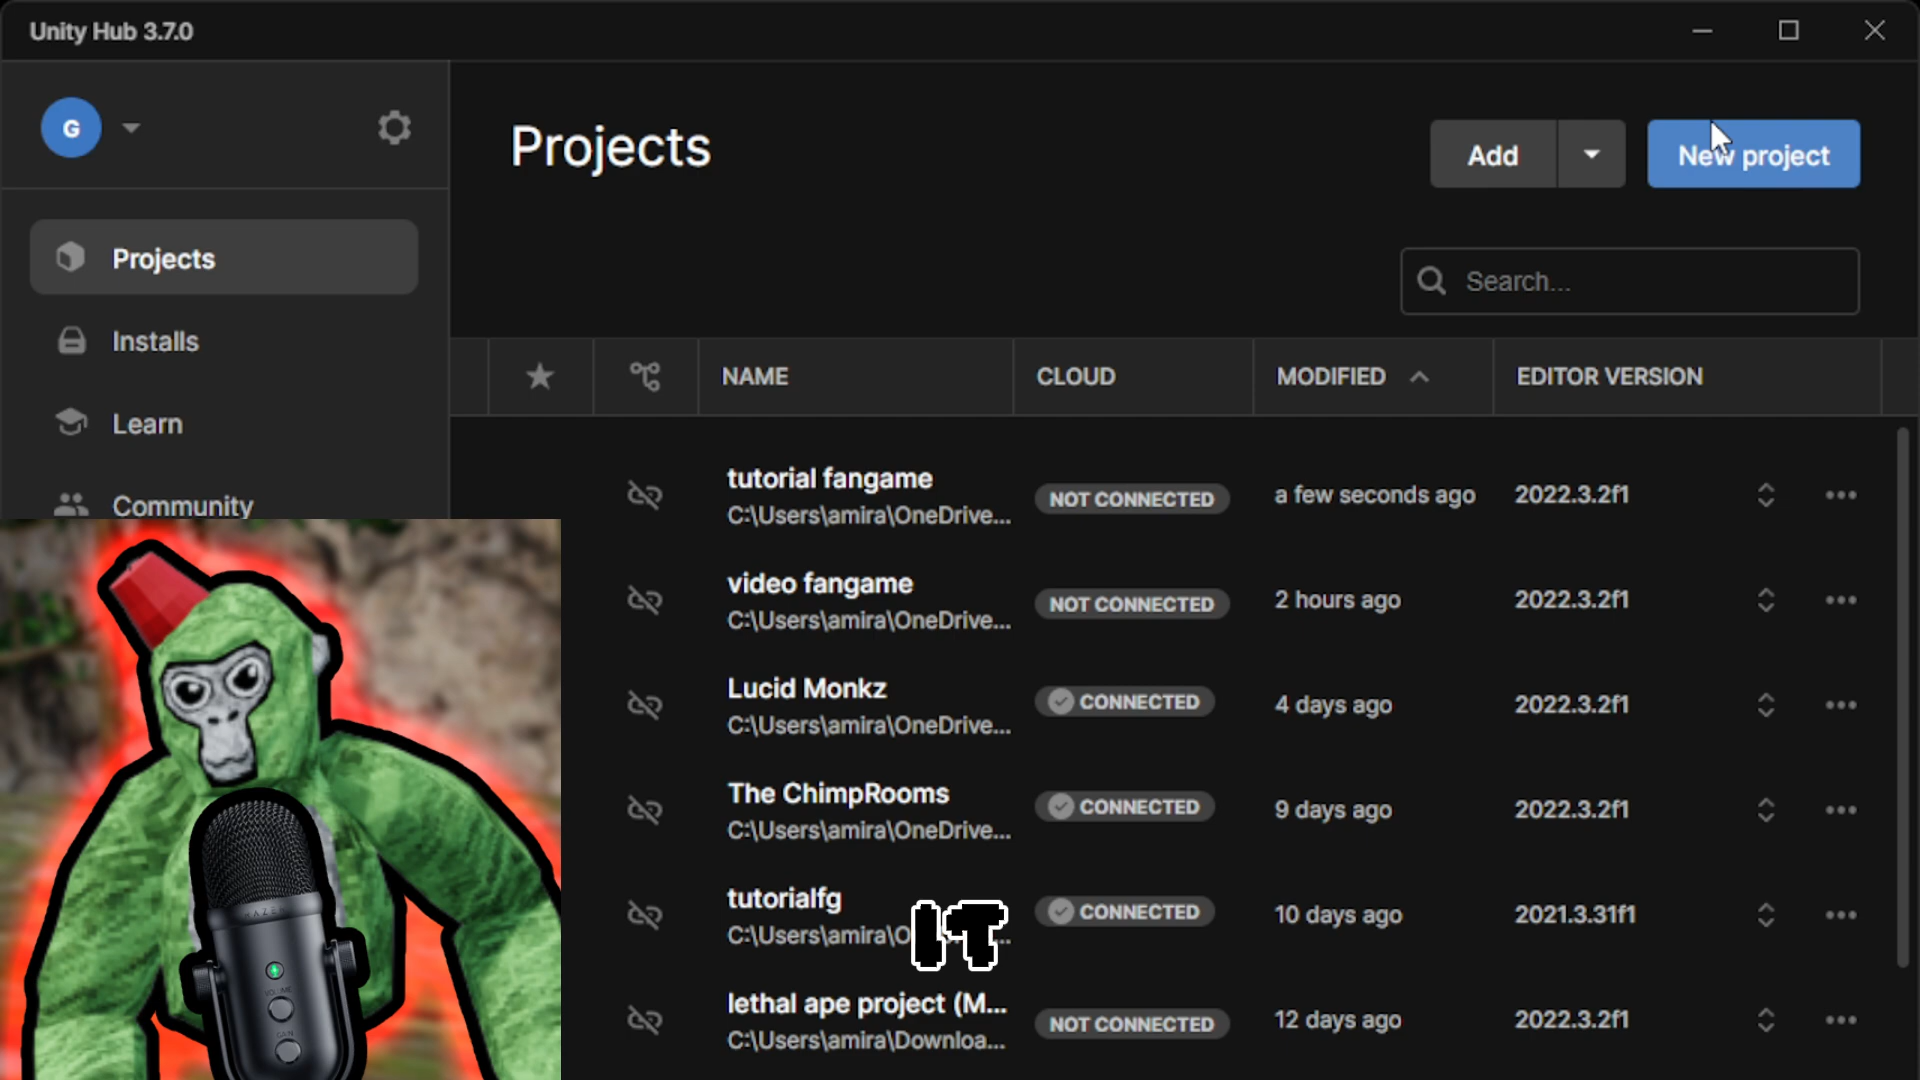 Unity Hub 3.7.0
G
Projects
Add
New project
Projects
Installs
Learn
Community
Search...
NAME
CLOUD
MODIFIED
EDITOR VERSION
tutorial fangame
C:\Users\amira\OneDrive...
NOT CONNECTED
a few seconds ago
2022.3.2f1
video fangame
C:\Users\amira\OneDrive...
NOT CONNECTED
2 hours ago
2022.3.2f1
Lucid Monkz
C:\Users\amira\OneDrive...
CONNECTED
4 days ago
2022.3.2f1
The ChimpRooms
C:\Users\amira\OneDrive...
CONNECTED
9 days ago
2022.3.2f1
tutorialfg
C:\Users\amira\O
IT
CONNECTED
10 days ago
2021.3.31f1
lethal ape project (M...
C:\Users\amira\Downloa...
NOT CONNECTED
12 days ago
2022.3.2f1
RAZER
VOLUME
GAIN